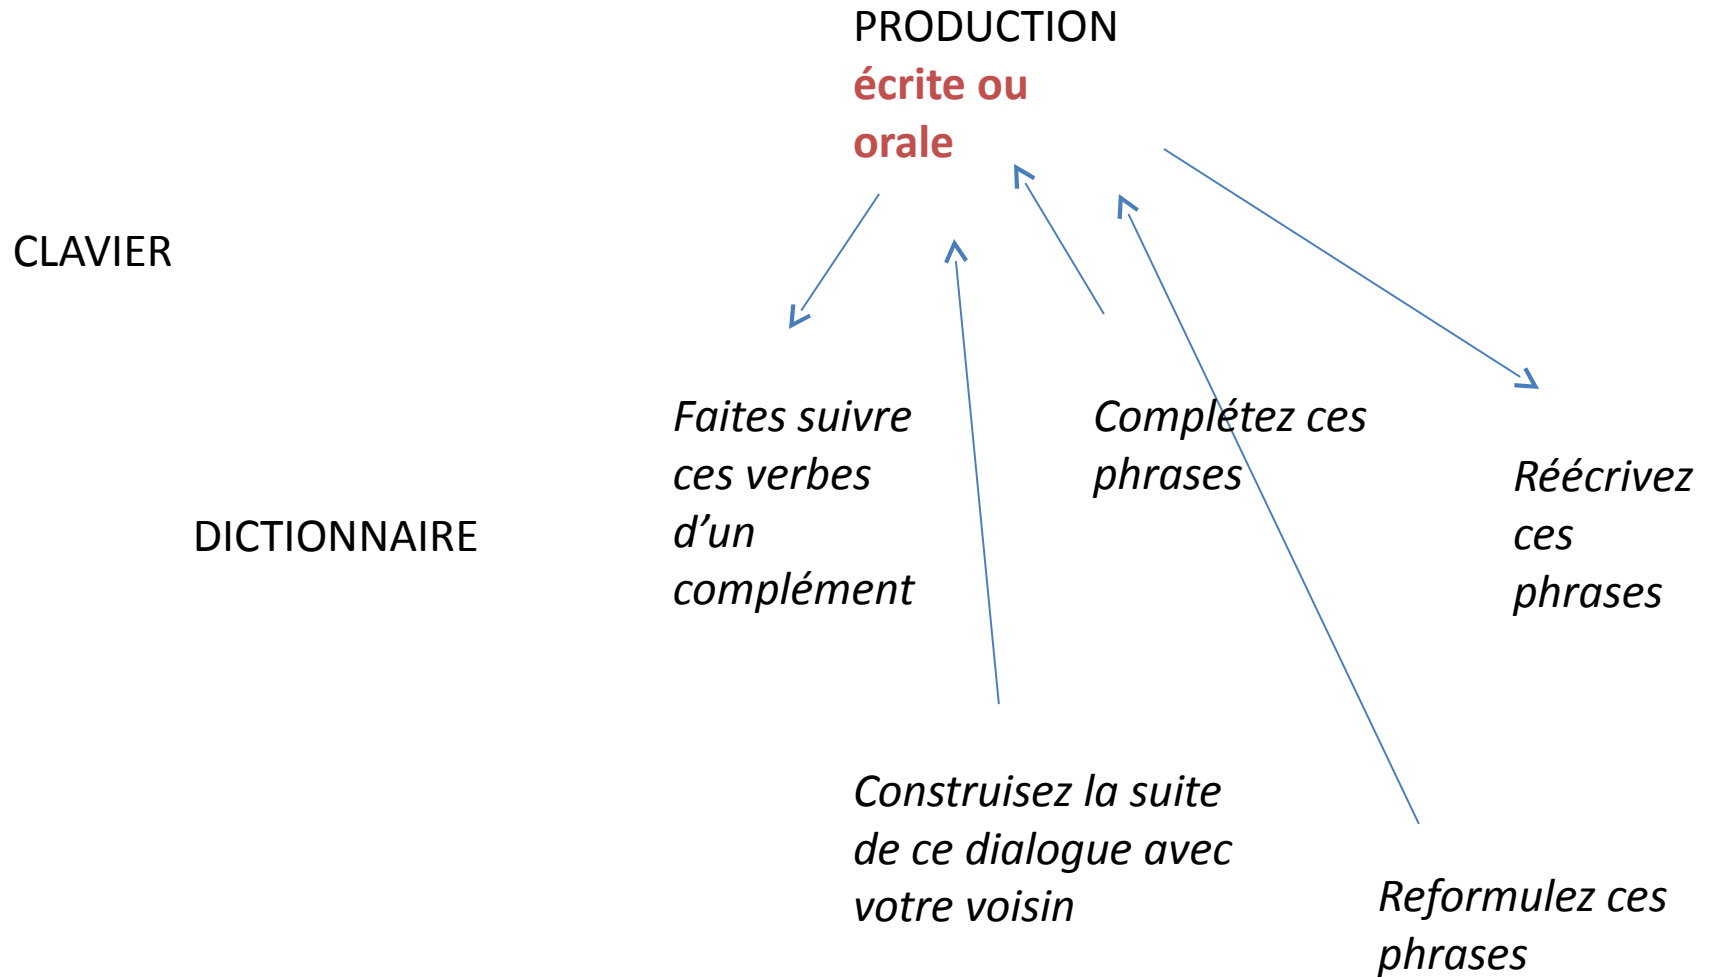 PRODUCTION
écrite ou
orale
CLAVIER
DICTIONNAIRE
Faites suivre
ces verbes
d’un
complément
Complétez ces
phrases
Réécrivez
ces
phrases
Construisez la suite
de ce dialogue avec
votre voisin
Reformulez ces
phrases